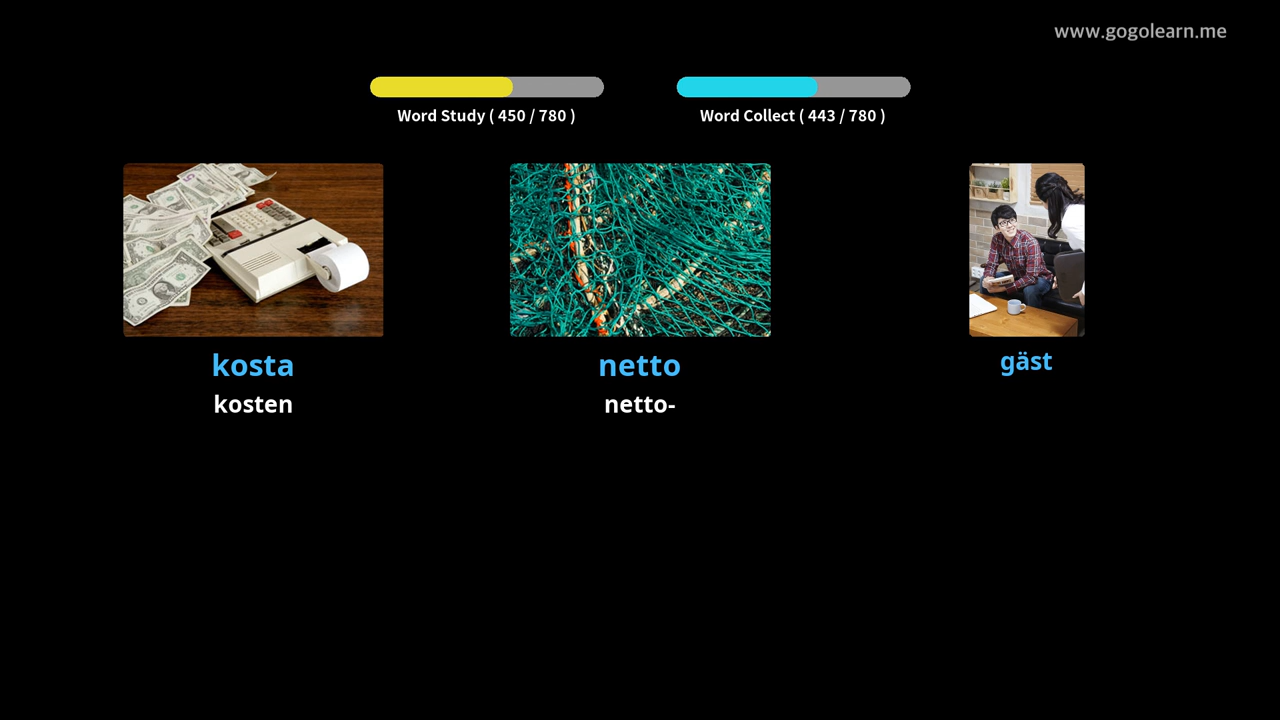 www.gogolearn.me
Word Study ( 450 / 780 )
Word Collect ( 443 / 780 )
kosta
kosten
netto
netto-
gäst